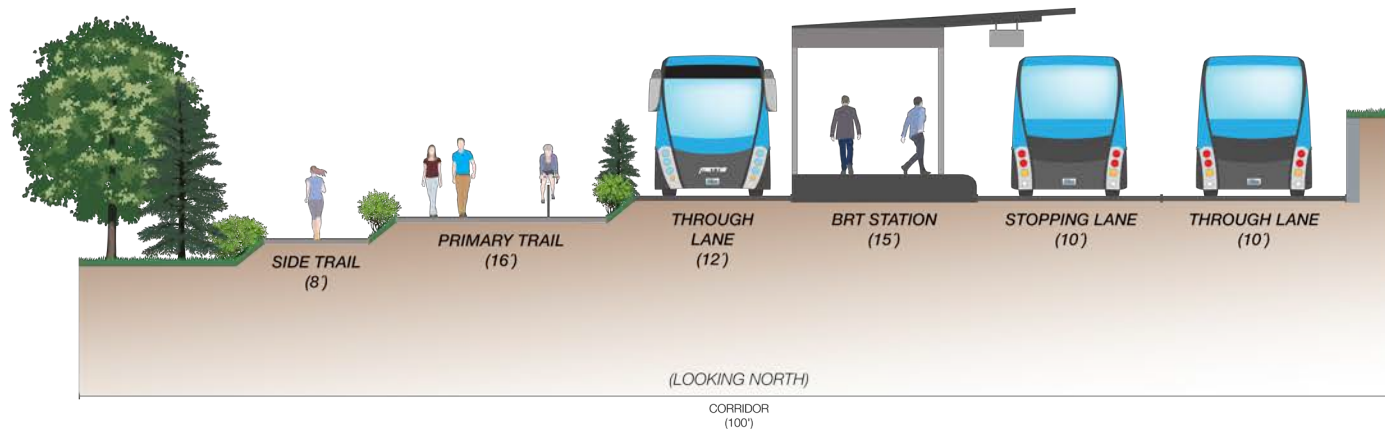 THROUGH
LANE
(12')
BRT STATION
(15')
STOPPING LANE
(10')
THROUGH LANE
(10')
PRIMARY TRAIL
(16')
SIDE TRAIL
(8')
(LOOKING NORTH)
CORRIDOR
(100')